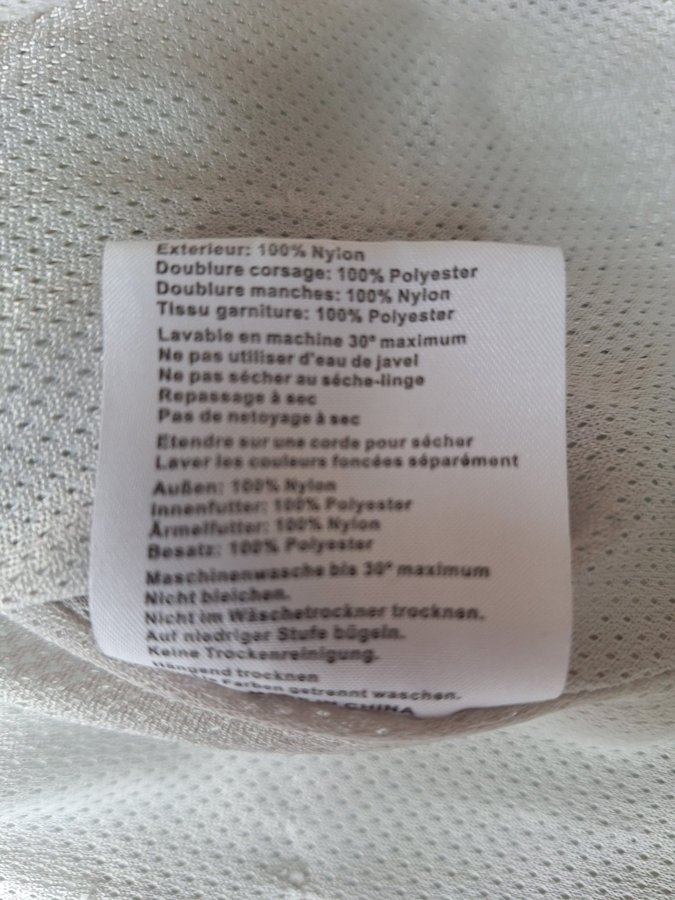 Exterieur: 100% Nylon
Doublure corsage: 100% Polyester
Doublure manches: 100% Nylon
Tissu garniture: 100% Polyester
Lavable en machine 30° maximum
Ne pas utiliser d'eau de javel
Ne pas sécher au séche-linge
Repassage à sec
Pas de netoyage à sec
Etendre sur une corde pour sécher
Laver les couleurs foncées séparément
Außen: 100% Nylon
Innenfutter: 100% Polyester
Ärmelfutter: 100% Nylon
Besatz: 100% Polyester
Maschinenwasche bis 30° maximum
Nicht bleichen.
Nicht im Wäschetrockner trocknen.
Auf niedriger Stufe bügeln.
Keine Trockenreinigung.
Hängend trocknen
Farben getrennt waschen.
CHINA